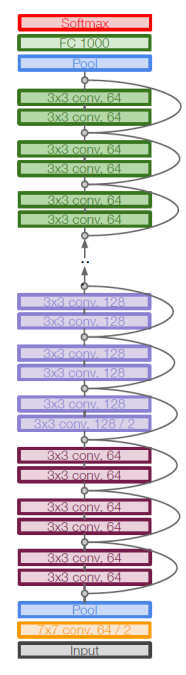 Softmax
FC 1000
Pool
3x3 conv, 64
3x3 conv, 64
3x3 conv, 64
3x3 conv, 64
3x3 conv, 64
3x3 conv, 64
..
3x3 conv, 128
3x3 conv, 128
3x3 conv, 128
3x3 conv, 128
3x3 conv, 128
3x3 conv, 128 / 2
3x3 conv, 64
3x3 conv, 64
3x3 conv, 64
3x3 conv, 64
3x3 conv, 64
3x3 conv, 64
Pool
7x7 conv, 64 / 2
Input